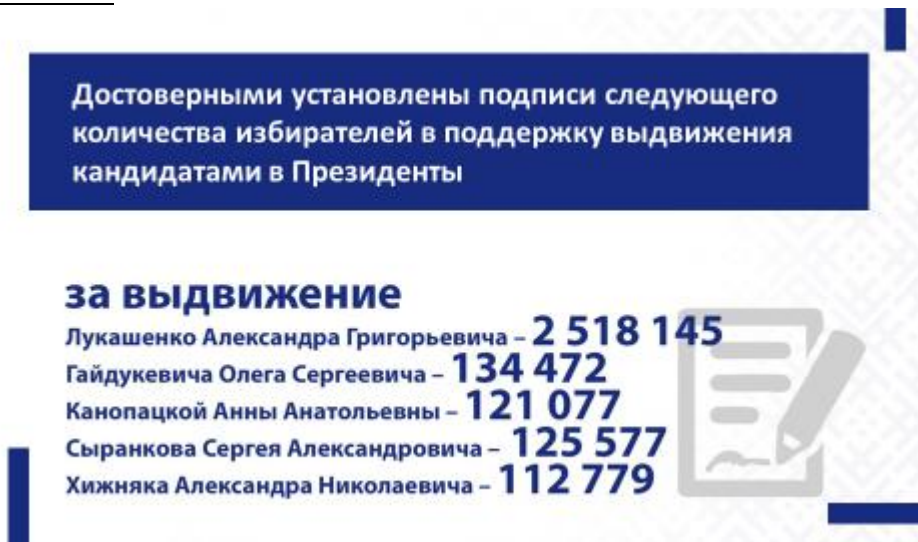 Достоверными установлены подписи следующего
количества избирателей в поддержку выдвижения
кандидатами в Президенты
за выдвижение
Лукашенко Александра Григорьевича – 2 518 145
Гайдукевича Олега Сергеевича – 134 472
Канопацкой Анны Анатольевны – 121 077
Сыранкова Сергея Александровича – 125 577
Хижняка Александра Николаевича – 112 779